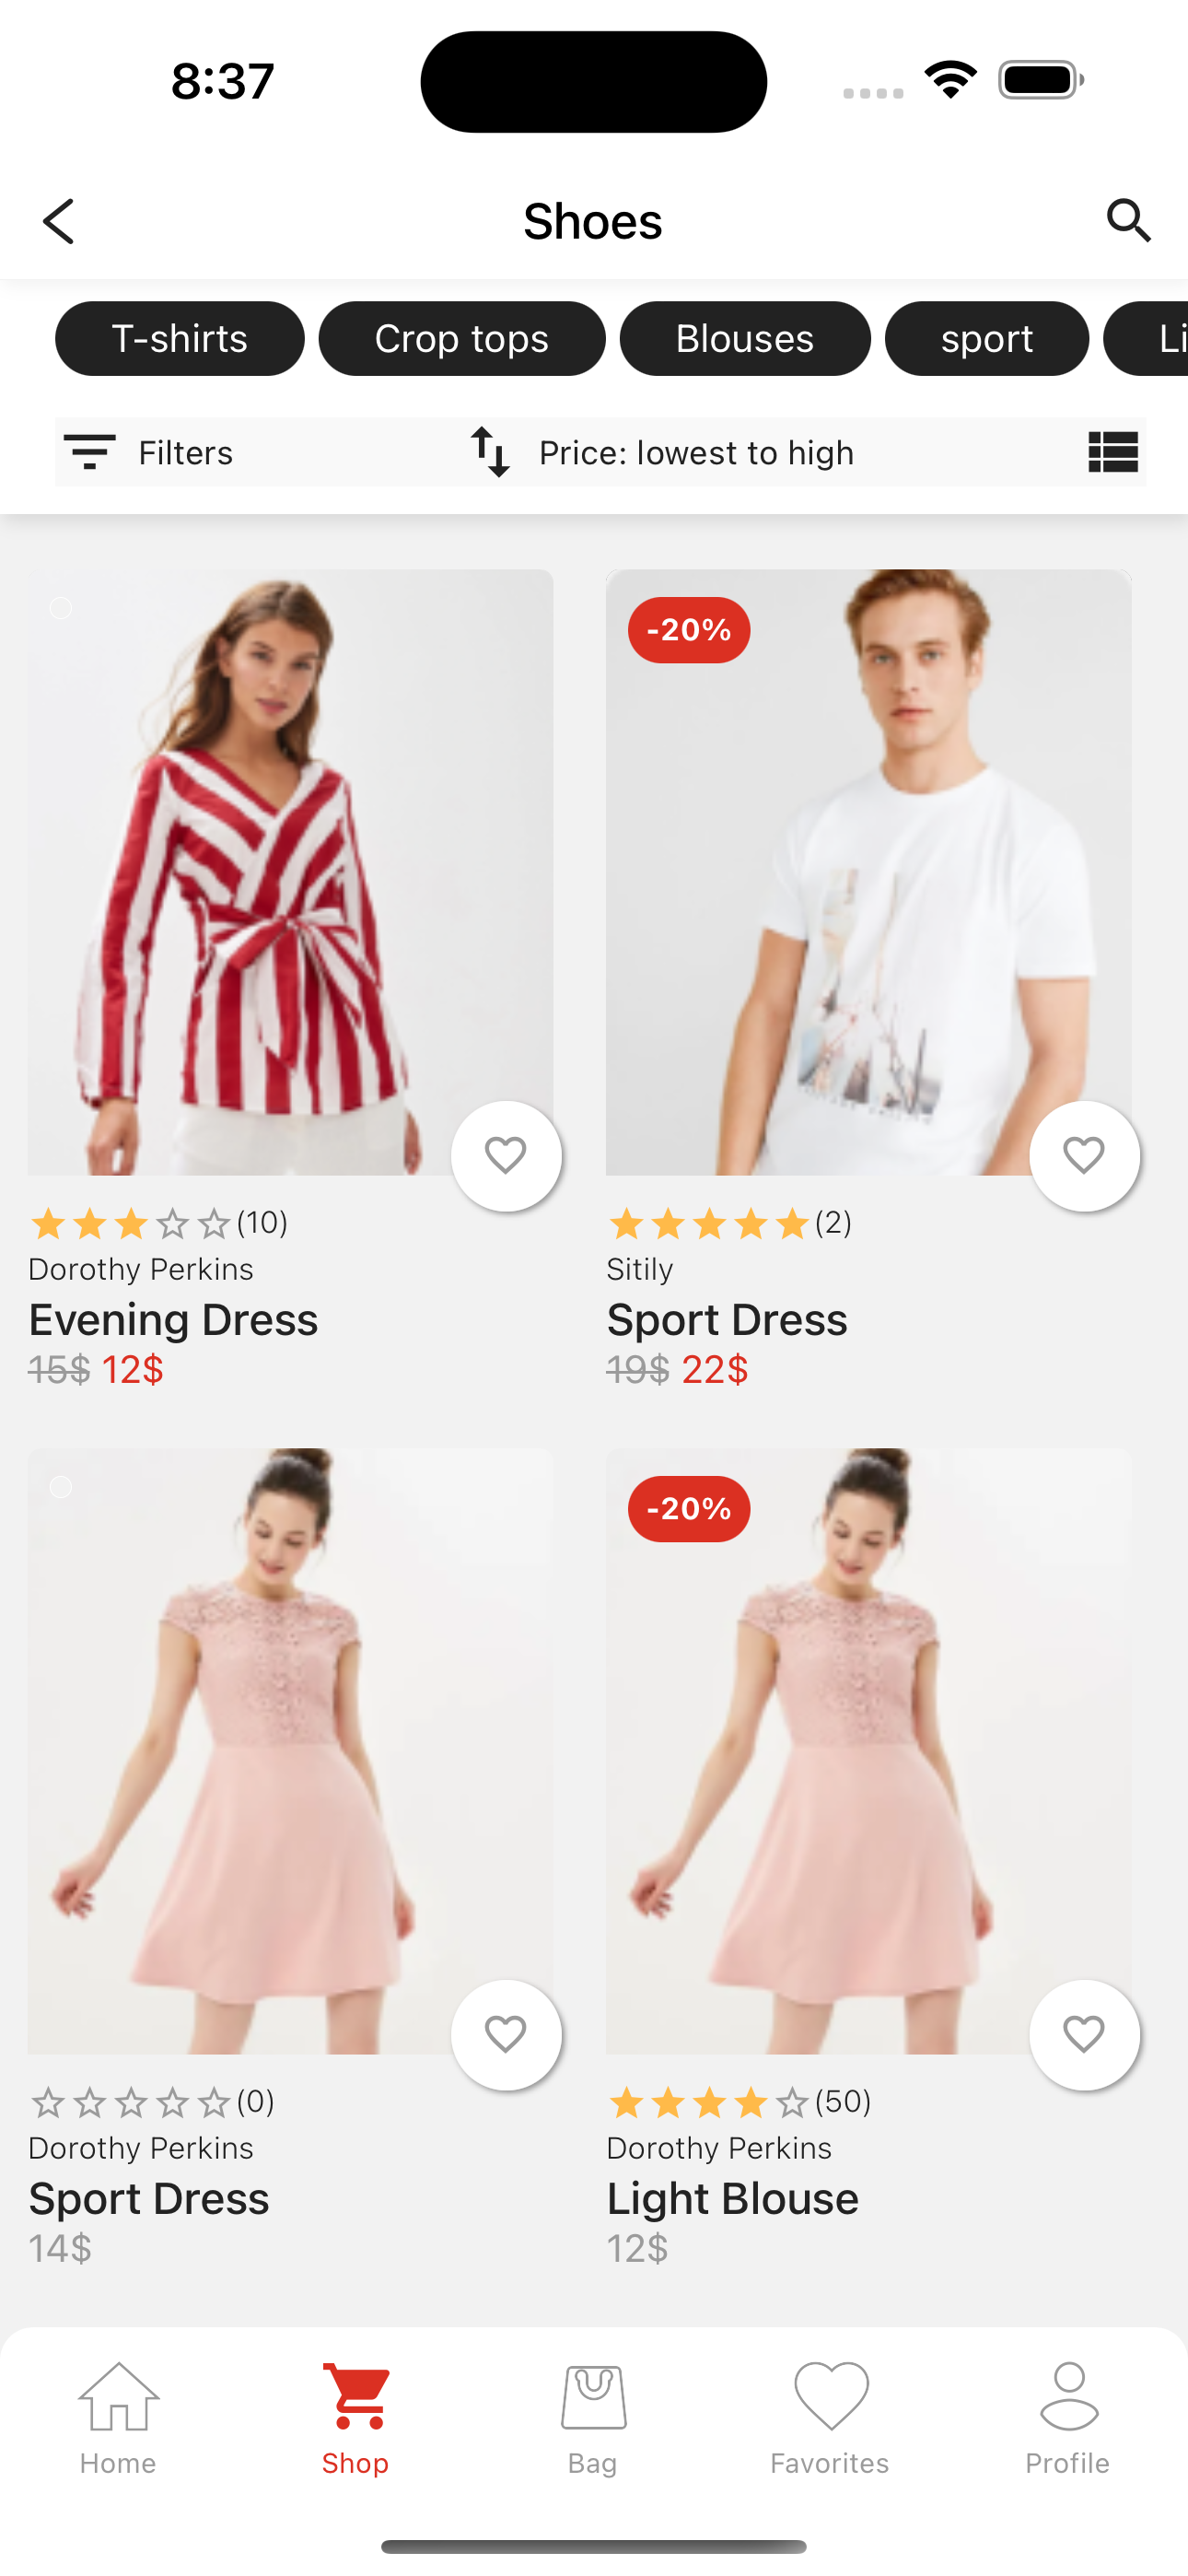 8:37
Shoes
T-shirts Crop tops Blouses sport Li
Filters Price: lowest to high
-20%
(10) (2)
Dorothy Perkins Sitily
Evening Dress Sport Dress
15$ 12$ 19$ 22$
-20%
(0) (50)
Dorothy Perkins Dorothy Perkins
Sport Dress Light Blouse
14$ 12$
Home Shop Bag Favorites Profile